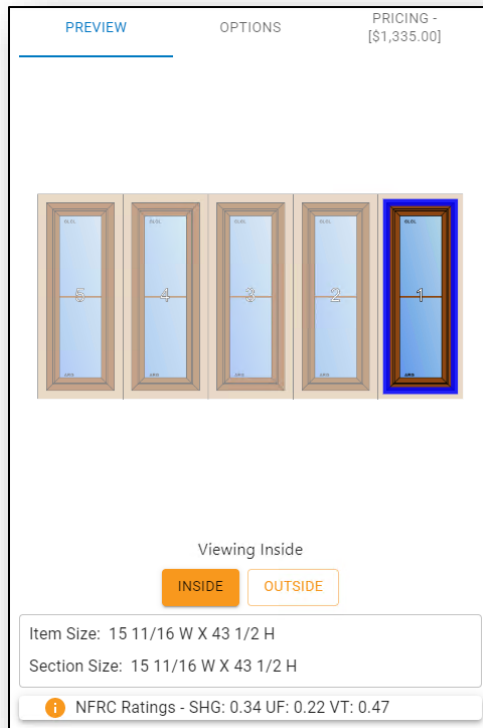 PREVIEW
OPTIONS
PRICING -
[$1,335.00]
5 4 3 2 1
Viewing Inside
INSIDE OUTSIDE
Item Size: 15 11/16 W X 43 1/2 H
Section Size: 15 11/16 W X 43 1/2 H
NFRC Ratings - SHG: 0.34 UF: 0.22 VT: 0.47